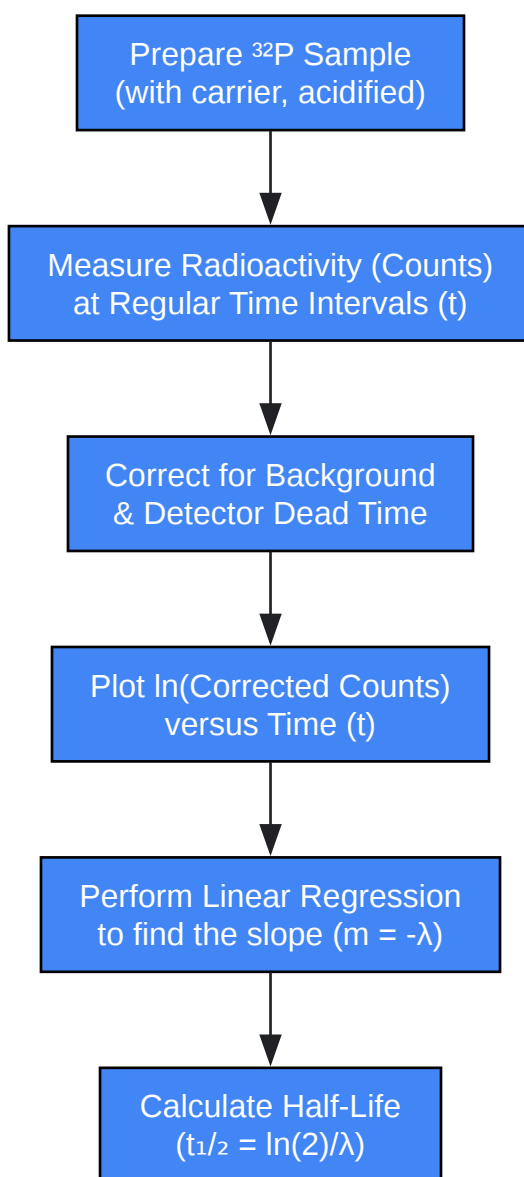 Prepare ³²P Sample
(with carrier, acidified)
Measure Radioactivity (Counts)
at Regular Time Intervals (t)
Correct for Background
& Detector Dead Time
Plot ln(Corrected Counts)
versus Time (t)
Perform Linear Regression
to find the slope (m = -λ)
Calculate Half-Life
(t₁/₂ = ln(2)/λ)